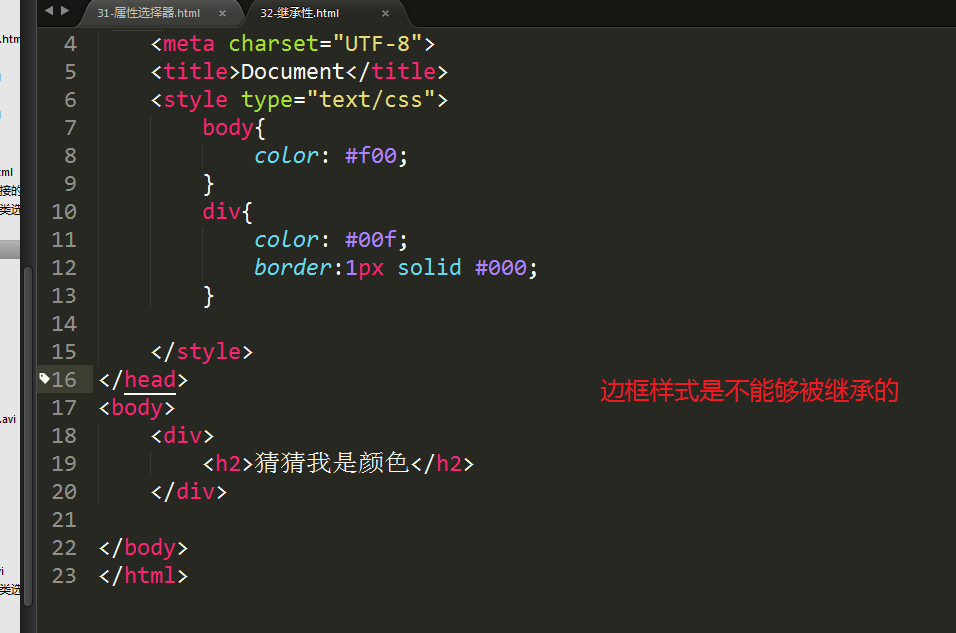 31-属性选择器.html × 32-继承性.html ×
.htm
4 <meta charset="UTF-8">
5 <title>Document</title>
6 <style type="text/css">
7 body{
8 color: #f00;
9 }
ml
10 div{
接的
类选
11 color: #00f;
12 border:1px solid #000;
13 }
14
15 </style>
16 </head>
边框样式是不能够被继承的
17 <body>
.avi
18 <div>
19 <h2>猜猜我是颜色</h2>
20 </div>
21
22 </body>
23 </html>
类选